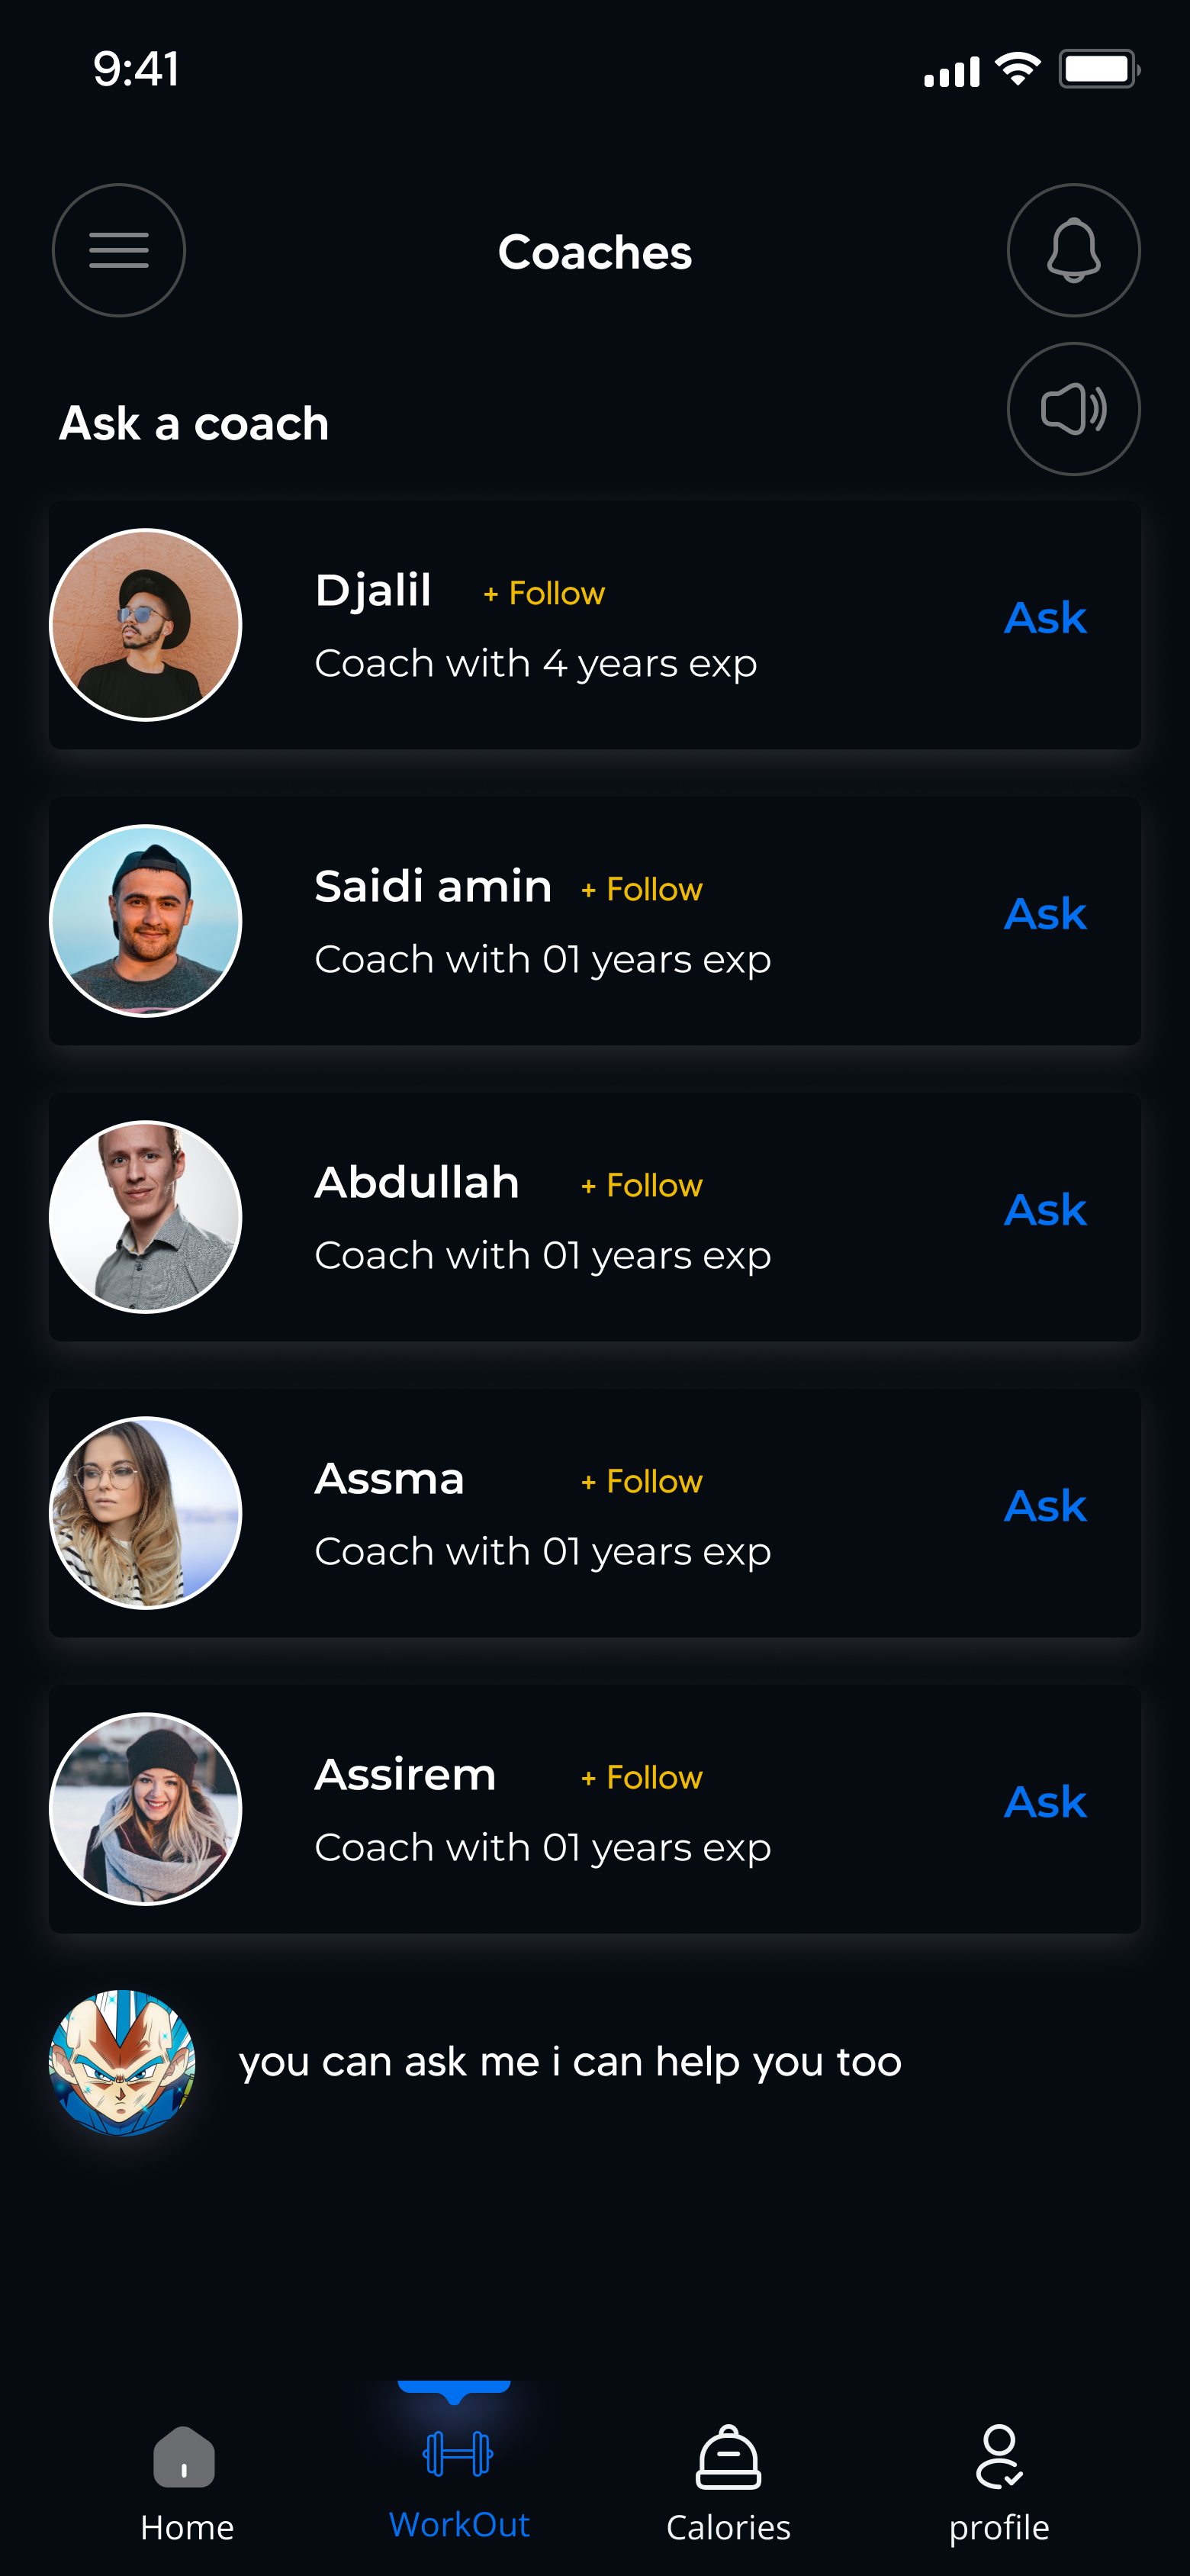 9:41
Coaches
Ask a coach
Djalil + Follow
Ask
Coach with 4 years exp
Saidi amin + Follow
Ask
Coach with 01 years exp
Abdullah + Follow
Ask
Coach with 01 years exp
Assma + Follow
Ask
Coach with 01 years exp
Assirem + Follow
Ask
Coach with 01 years exp
you can ask me i can help you too
Home WorkOut Calories profile